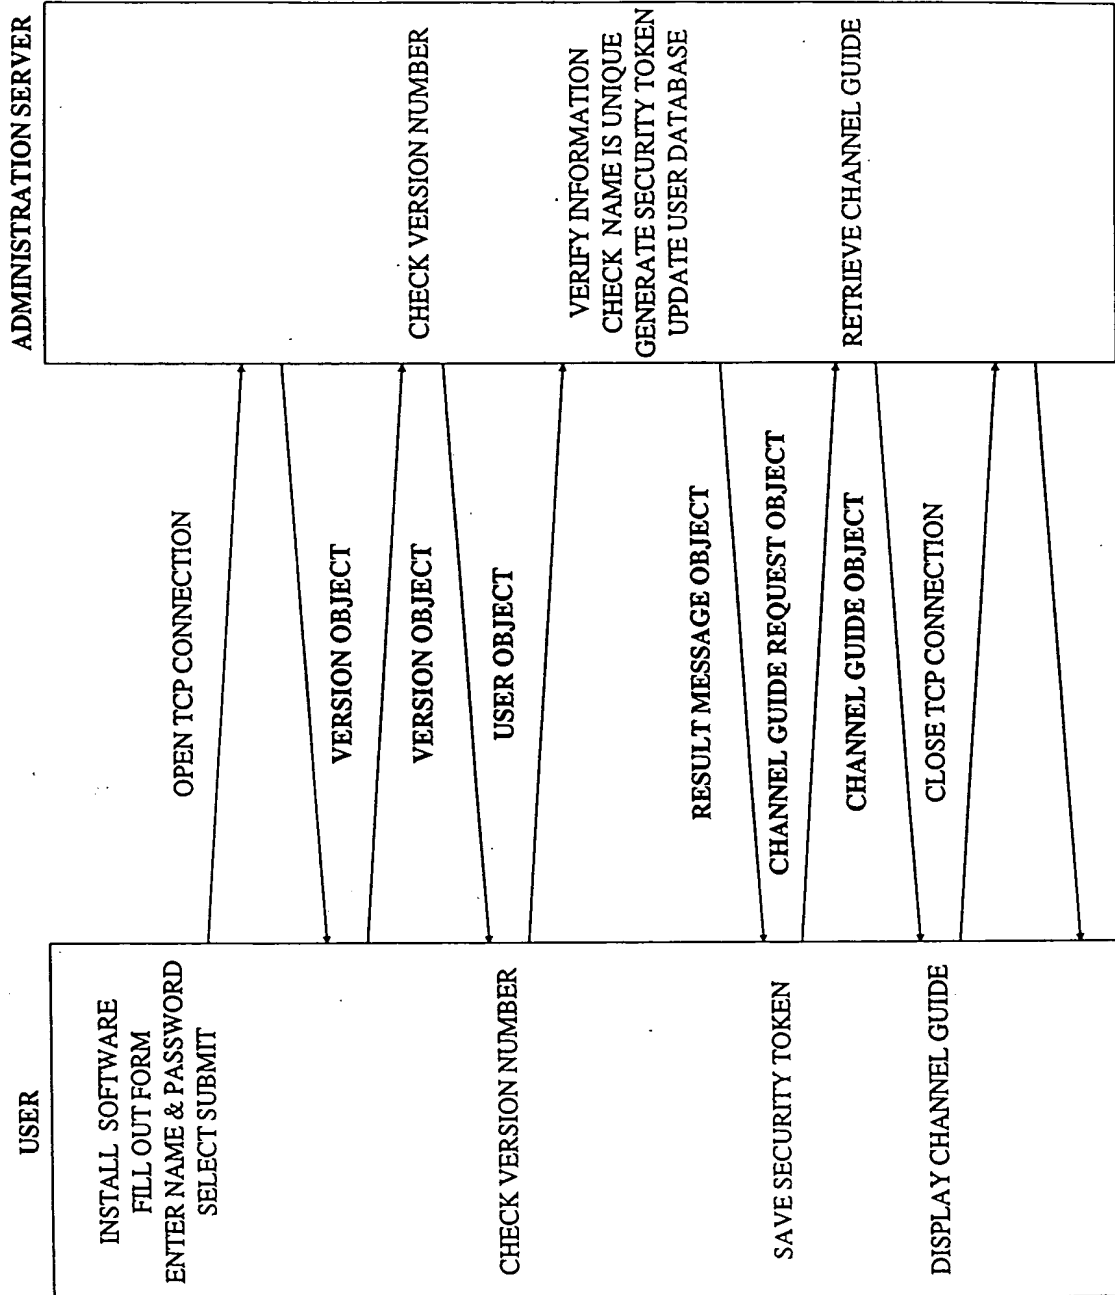 USER
ADMINISTRATION SERVER
INSTALL SOFTWARE
FILL OUT FORM
ENTER NAME & PASSWORD
SELECT SUBMIT
OPEN TCP CONNECTION
VERSION OBJECT
VERSION OBJECT
CHECK VERSION NUMBER
CHECK VERSION NUMBER
USER OBJECT
VERIFY INFORMATION
CHECK NAME IS UNIQUE
GENERATE SECURITY TOKEN
UPDATE USER DATABASE
RESULT MESSAGE OBJECT
SAVE SECURITY TOKEN
CHANNEL GUIDE REQUEST OBJECT
RETRIEVE CHANNEL GUIDE
CHANNEL GUIDE OBJECT
DISPLAY CHANNEL GUIDE
CLOSE TCP CONNECTION